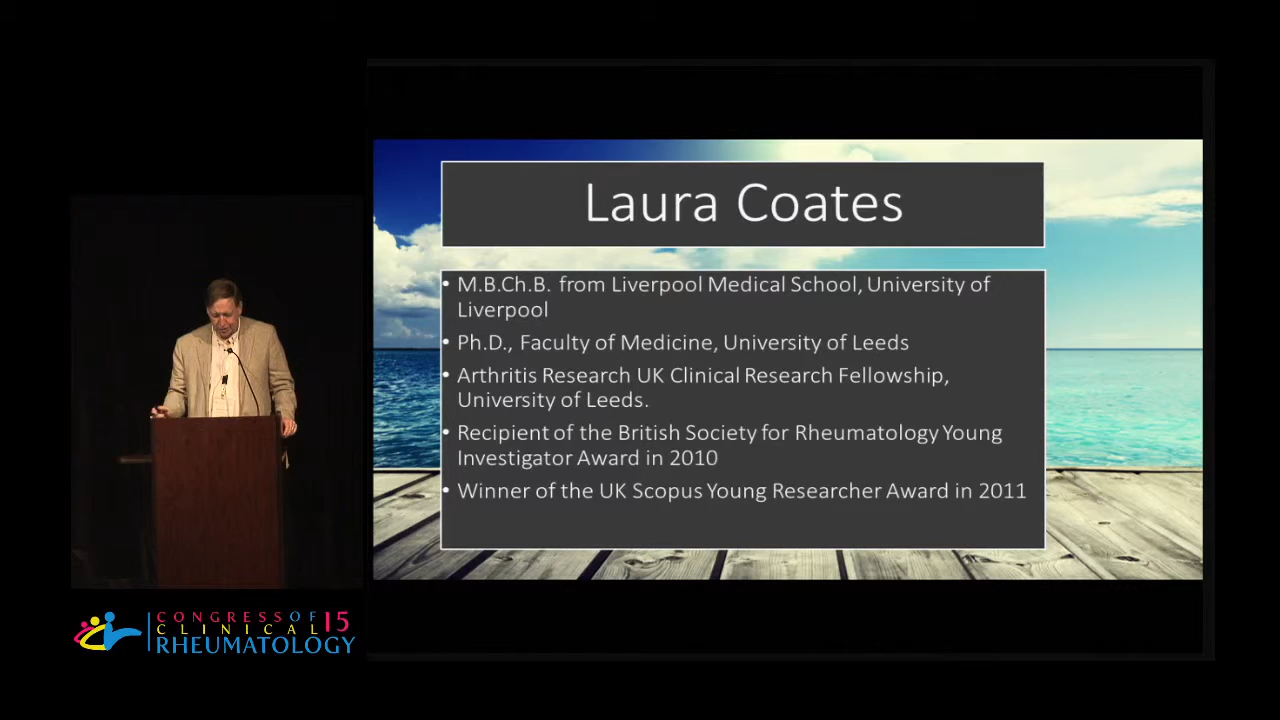 Laura Coates
• M.B.Ch.B. from Liverpool Medical School, University of
Liverpool
• Ph.D., Faculty of Medicine, University of Leeds
• Arthritis Research UK Clinical Research Fellowship,
University of Leeds.
• Recipient of the British Society for Rheumatology Young
Investigator Award in 2010
• Winner of the UK Scopus Young Researcher Award in 2011
CONGRESS OF
CLINICAL 15
RHEUMATOLOGY